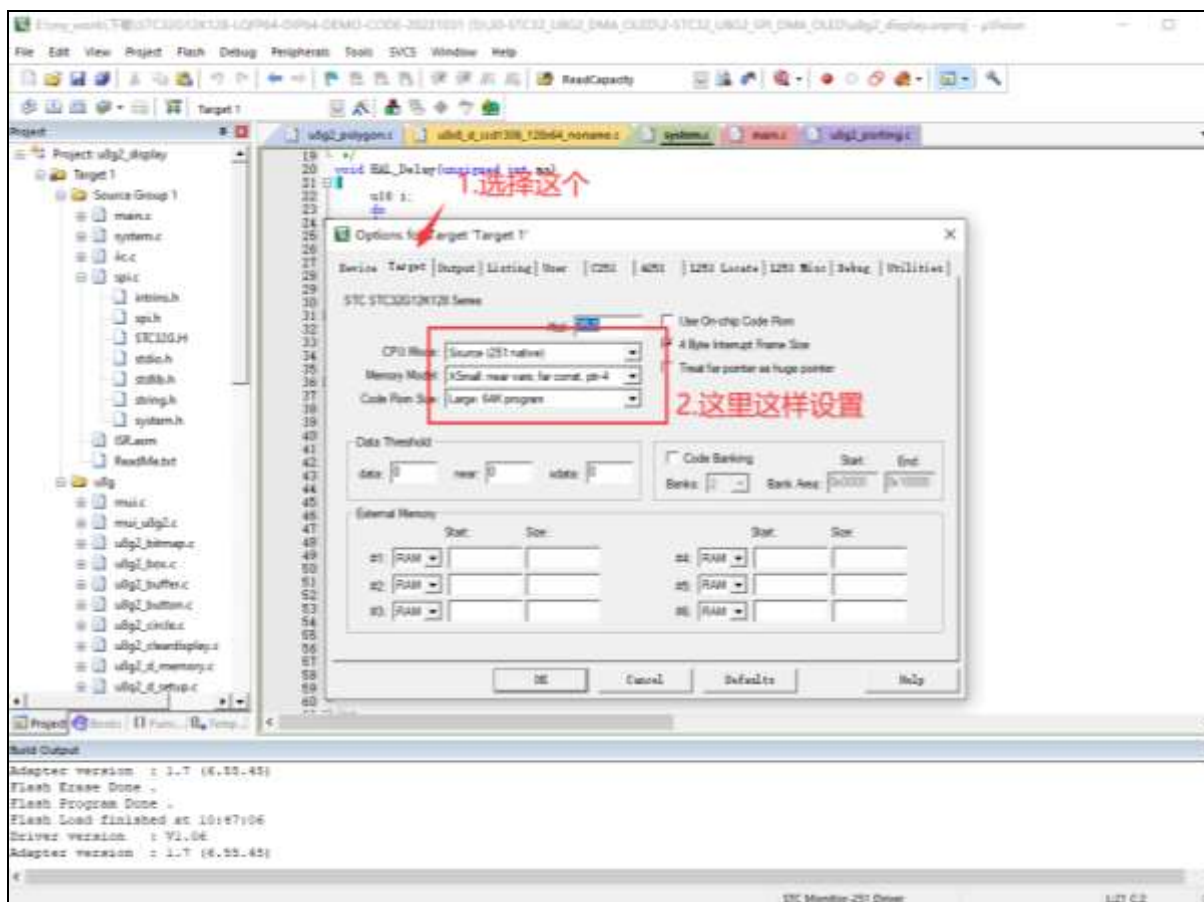 File Edit View Project Flash Debug Peripherals Tools SVCS Window Help
ReadCapacity
Target 1
Project
u8g2_polygon.c
system.c
main.c
u8g2_porting.c
Project: u8g2_display
Target 1
Source Group 1
main.c
system.c
iic.c
spi.c
intrins.h
spi.h
STC32G.H
stdio.h
stdlib.h
string.h
system.h
ISR.asm
ReadMe.txt
u8g
mui.c
mui_u8g2.c
u8g2_bitmap.c
u8g2_box.c
u8g2_buffer.c
u8g2_button.c
u8g2_circle.c
u8g2_cleardisplay.c
u8g2_d_memory.c
u8g2_d_setup.c
void HAL_Delay(unsigned int ms)
u16 i;
do
1.选择这个
Options for Target 'Target 1'
Device Target Output Listing User C251 A251 L251 Locate L251 Misc Debug Utilities
STC STC32G12K128 Series
Use On-chip Code Rom
CPU Mode: Source (251 native)
4 Byte Interrupt Frame Size
Memory Model: XSmall: near vars, far const, ptr-4
Treat far pointer as huge pointer
Code Rom Size: Large: 64K program
2.这里这样设置
Data Threshold
data: 0 near: 0 xdata: 0
Code Banking
Start: End:
Banks: 2 Bank Area: 0x0000 0x10000
External Memory
Start: Size: Start: Size:
#1: RAM #4: RAM
#2: RAM #5: RAM
#3: RAM #6: RAM
OK Cancel Defaults Help
Build Output
Adapter version : 1.7 (6.55.45)
Flash Erase Done .
Flash Program Done .
Flash Load finished at 10:47:06
Driver version : V1.06
Adapter version : 1.7 (6.55.45)
STC Monitor-251 Driver
L:21 C:2